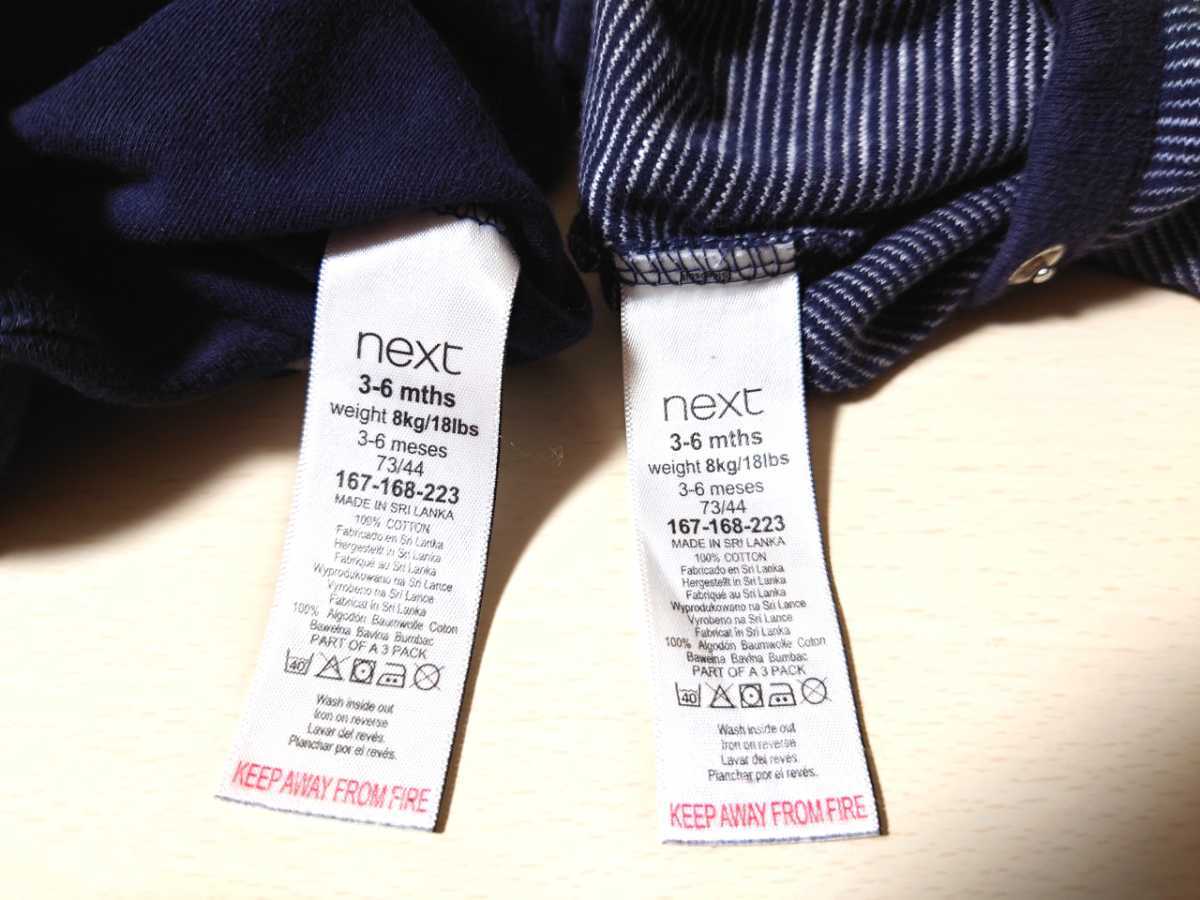 next
3-6 mths
weight 8kg/18lbs
3-6 meses
73/44
167-168-223
MADE IN SRI LANKA
100% COTTON
Fabricado en Sri Lanka
Hergestellt in Sri Lanka
Fabriqué au Sri Lanka
Wyprodukowano na Sri Lance
Vyrobeno na Sri Lance
Fabricat în Sri Lanka
100% Algodón Baumwolle Coton
Bawełna Bavlna Bumbac
PART OF A 3 PACK
40
Wash inside out
Iron on reverse
Lavar del revés.
Planchar por el revés.
KEEP AWAY FROM FIRE
next
3-6 mths
weight 8kg/18lbs
3-6 meses
73/44
167-168-223
MADE IN SRI LANKA
100% COTTON
Fabricado en Sri Lanka
Hergestellt in Sri Lanka
Fabriqué au Sri Lanka
Wyprodukowano na Sri Lance
Vyrobeno na Sri Lance
Fabricat în Sri Lanka
100% Algodón Baumwolle Coton
Bawełna Bavlna Bumbac
PART OF A 3 PACK
40
Wash inside out
Iron on reverse
Lavar del revés.
Planchar por el revés.
KEEP AWAY FROM FIRE